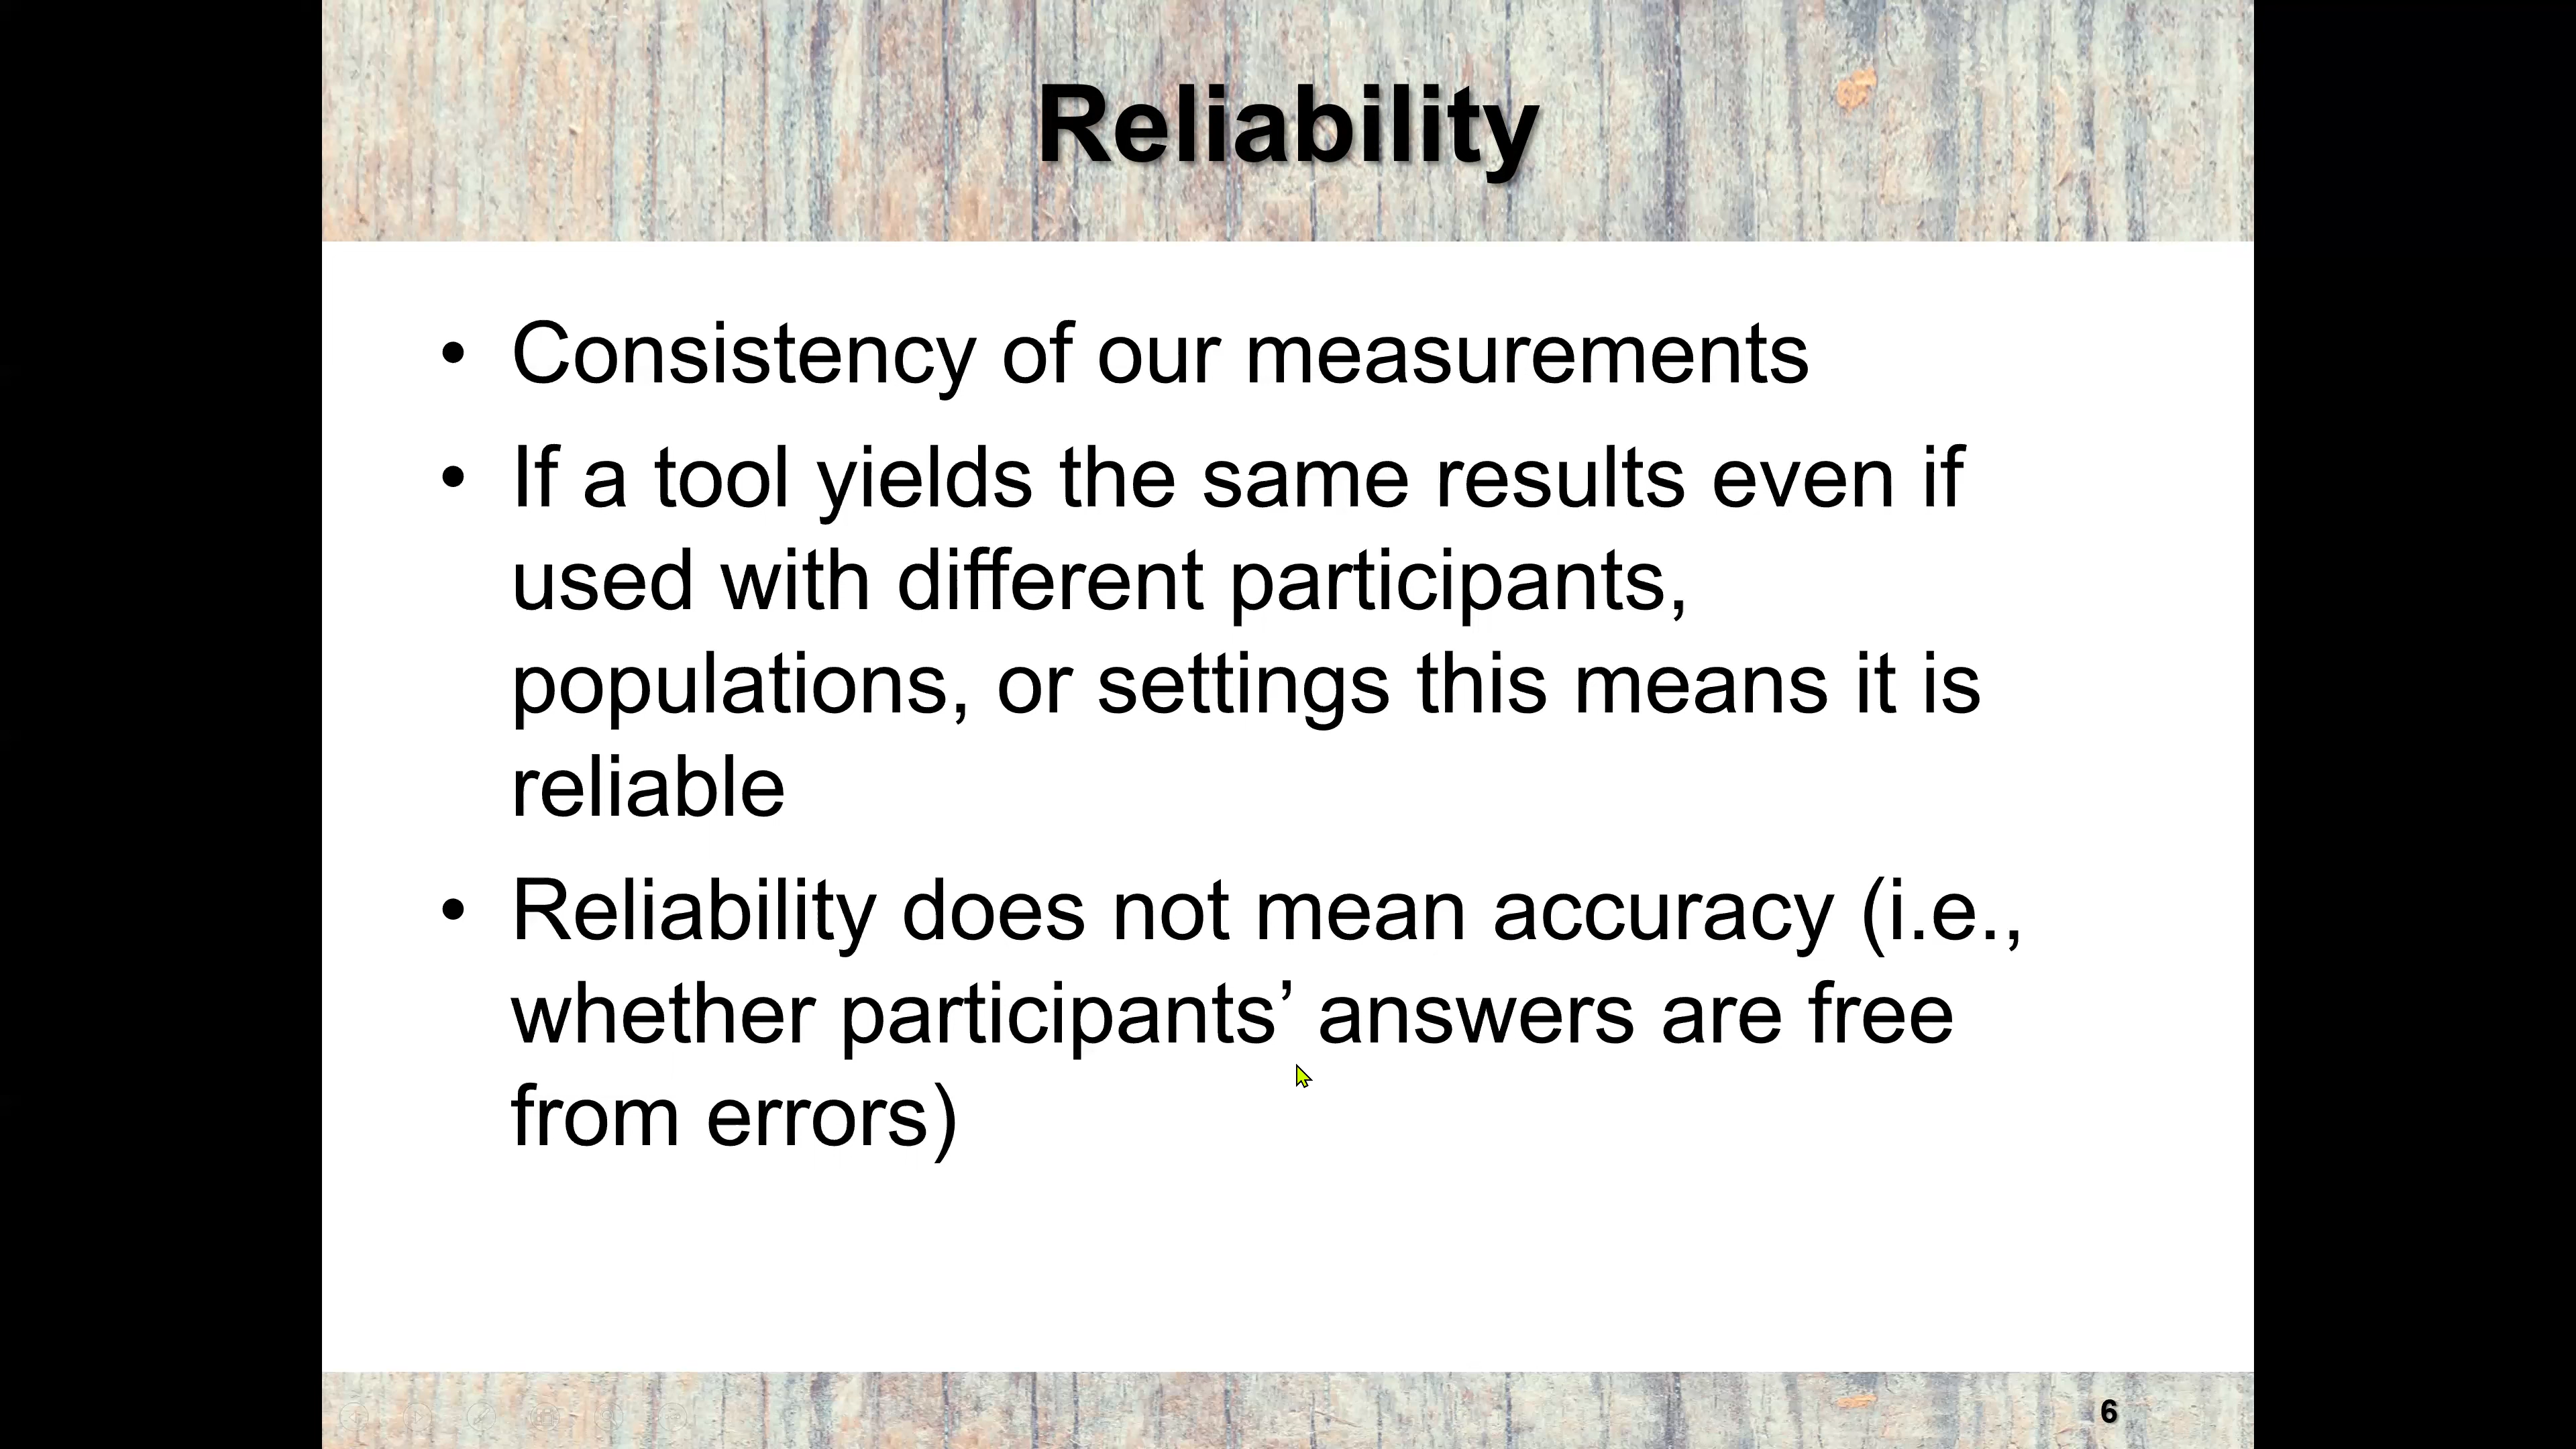 Reliability
• Consistency of our measurements
• If a tool yields the same results even if
used with different participants,
populations, or settings this means it is
reliable
• Reliability does not mean accuracy (i.e.,
whether participants’ answers are free
from errors)
6